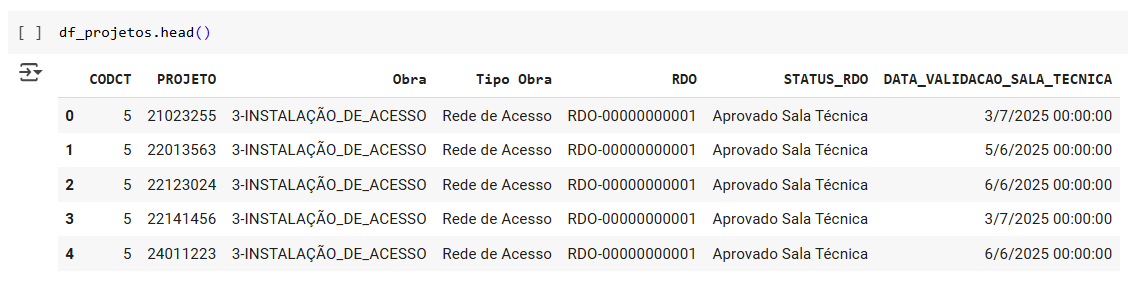 [ ] df_projetos.head()
CODCT PROJETO Obra Tipo Obra RDO STATUS_RDO DATA_VALIDACAO_SALA_TECNICA
0 5 21023255 3-INSTALAÇÃO_DE_ACESSO Rede de Acesso RDO-00000000001 Aprovado Sala Técnica 3/7/2025 00:00:00
1 5 22013563 3-INSTALAÇÃO_DE_ACESSO Rede de Acesso RDO-00000000001 Aprovado Sala Técnica 5/6/2025 00:00:00
2 5 22123024 3-INSTALAÇÃO_DE_ACESSO Rede de Acesso RDO-00000000001 Aprovado Sala Técnica 6/6/2025 00:00:00
3 5 22141456 3-INSTALAÇÃO_DE_ACESSO Rede de Acesso RDO-00000000001 Aprovado Sala Técnica 3/7/2025 00:00:00
4 5 24011223 3-INSTALAÇÃO_DE_ACESSO Rede de Acesso RDO-00000000001 Aprovado Sala Técnica 6/6/2025 00:00:00